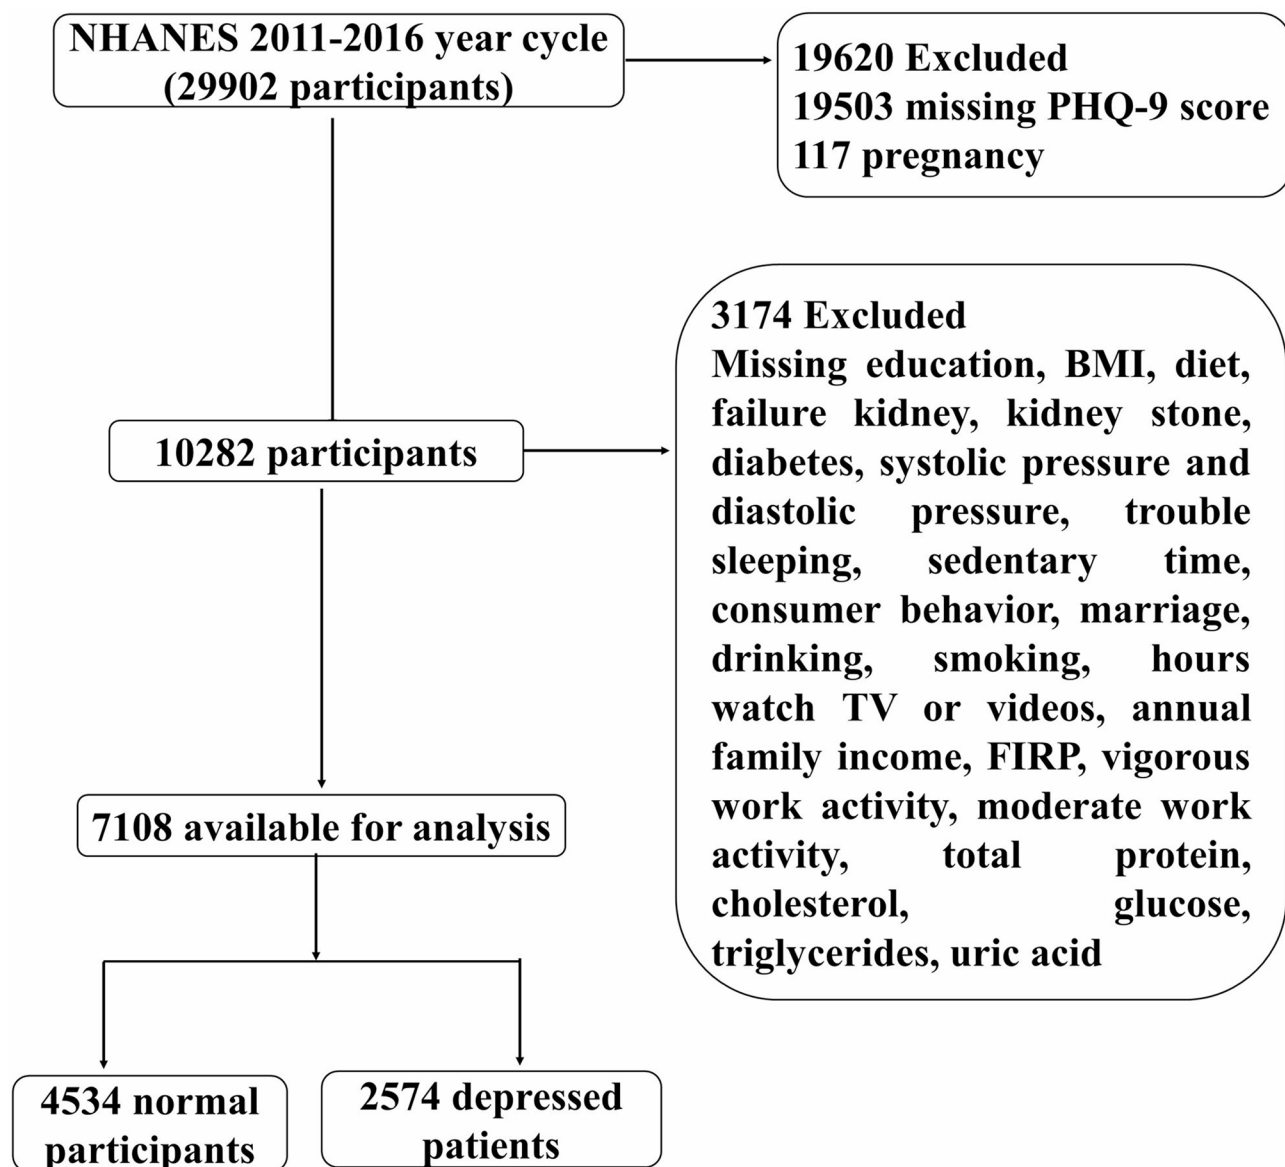 NHANES 2011-2016 year cycle
(29902 participants)
19620 Excluded
19503 missing PHQ-9 score
117 pregnancy
10282 participants
3174 Excluded
Missing education, BMI, diet,
failure kidney, kidney stone,
diabetes, systolic pressure and
diastolic pressure, trouble
sleeping, sedentary time,
consumer behavior, marriage,
drinking, smoking, hours
watch TV or videos, annual
family income, FIRP, vigorous
work activity, moderate work
activity, total protein,
cholesterol, glucose,
triglycerides, uric acid
7108 available for analysis
4534 normal
participants
2574 depressed
patients